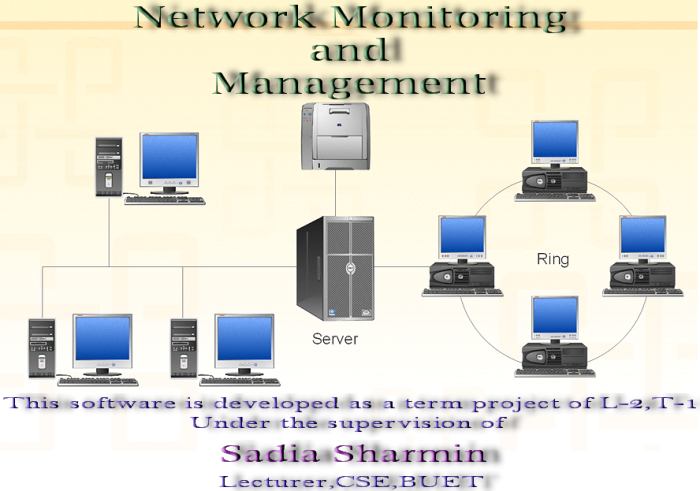 Network Monitoring
and
Management
Ring
Server
This software is developed as a term project of L-2,T-1
Under the supervision of
Sadia Sharmin
Lecturer,CSE,BUET